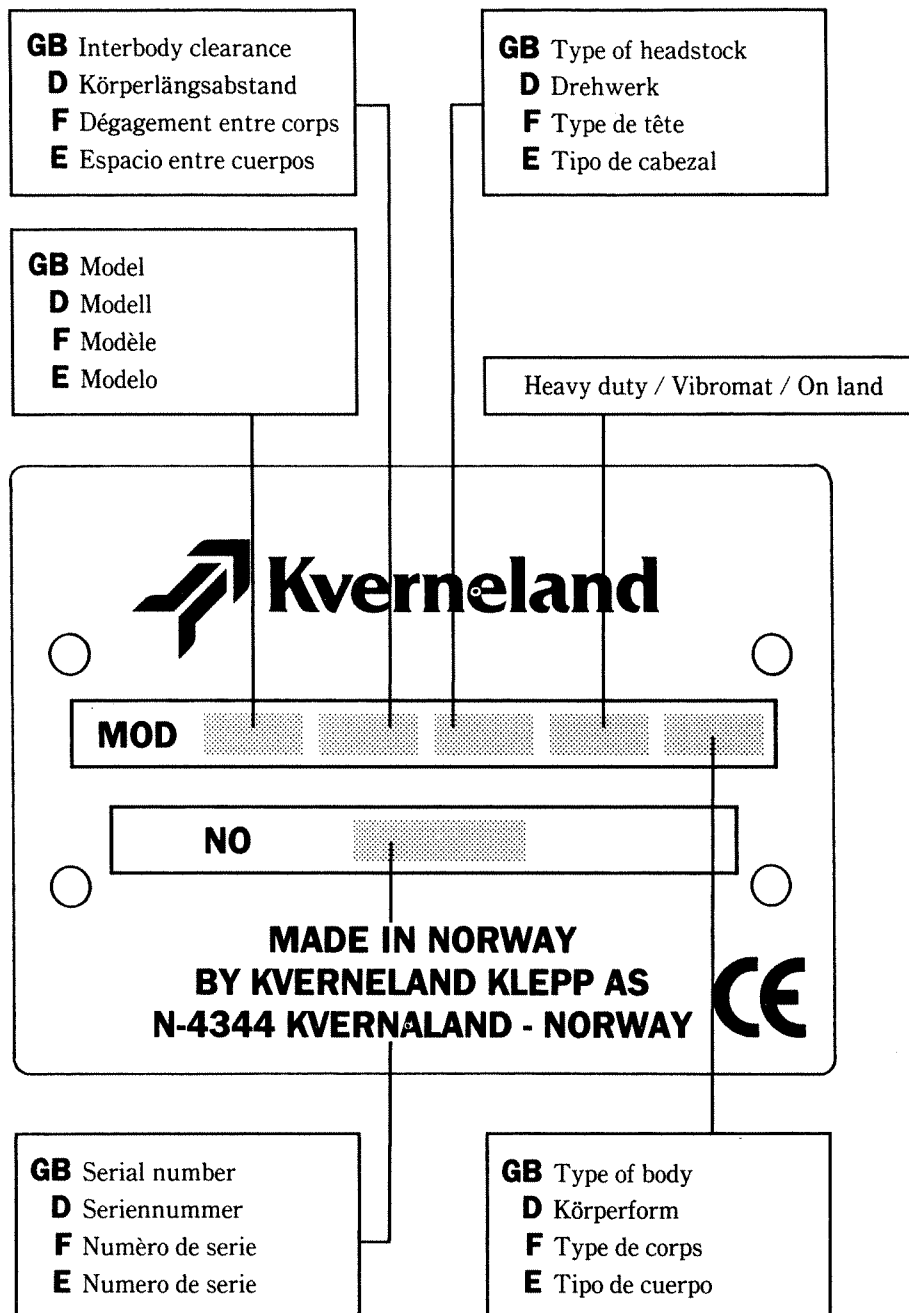 GB Interbody clearance
D Körperlängsabstand
F Dégagement entre corps
E Espacio entre cuerpos
GB Type of headstock
D Drehwerk
F Type de tête
E Tipo de cabezal
GB Model
D Modell
F Modèle
E Modelo
Heavy duty / Vibromat / On land
Kverneland
MOD
NO
MADE IN NORWAY
BY KVERNELAND KLEPP AS
N-4344 KVERNALAND - NORWAY CE
GB Serial number
D Seriennummer
F Numèro de serie
E Numero de serie
GB Type of body
D Körperform
F Type de corps
E Tipo de cuerpo